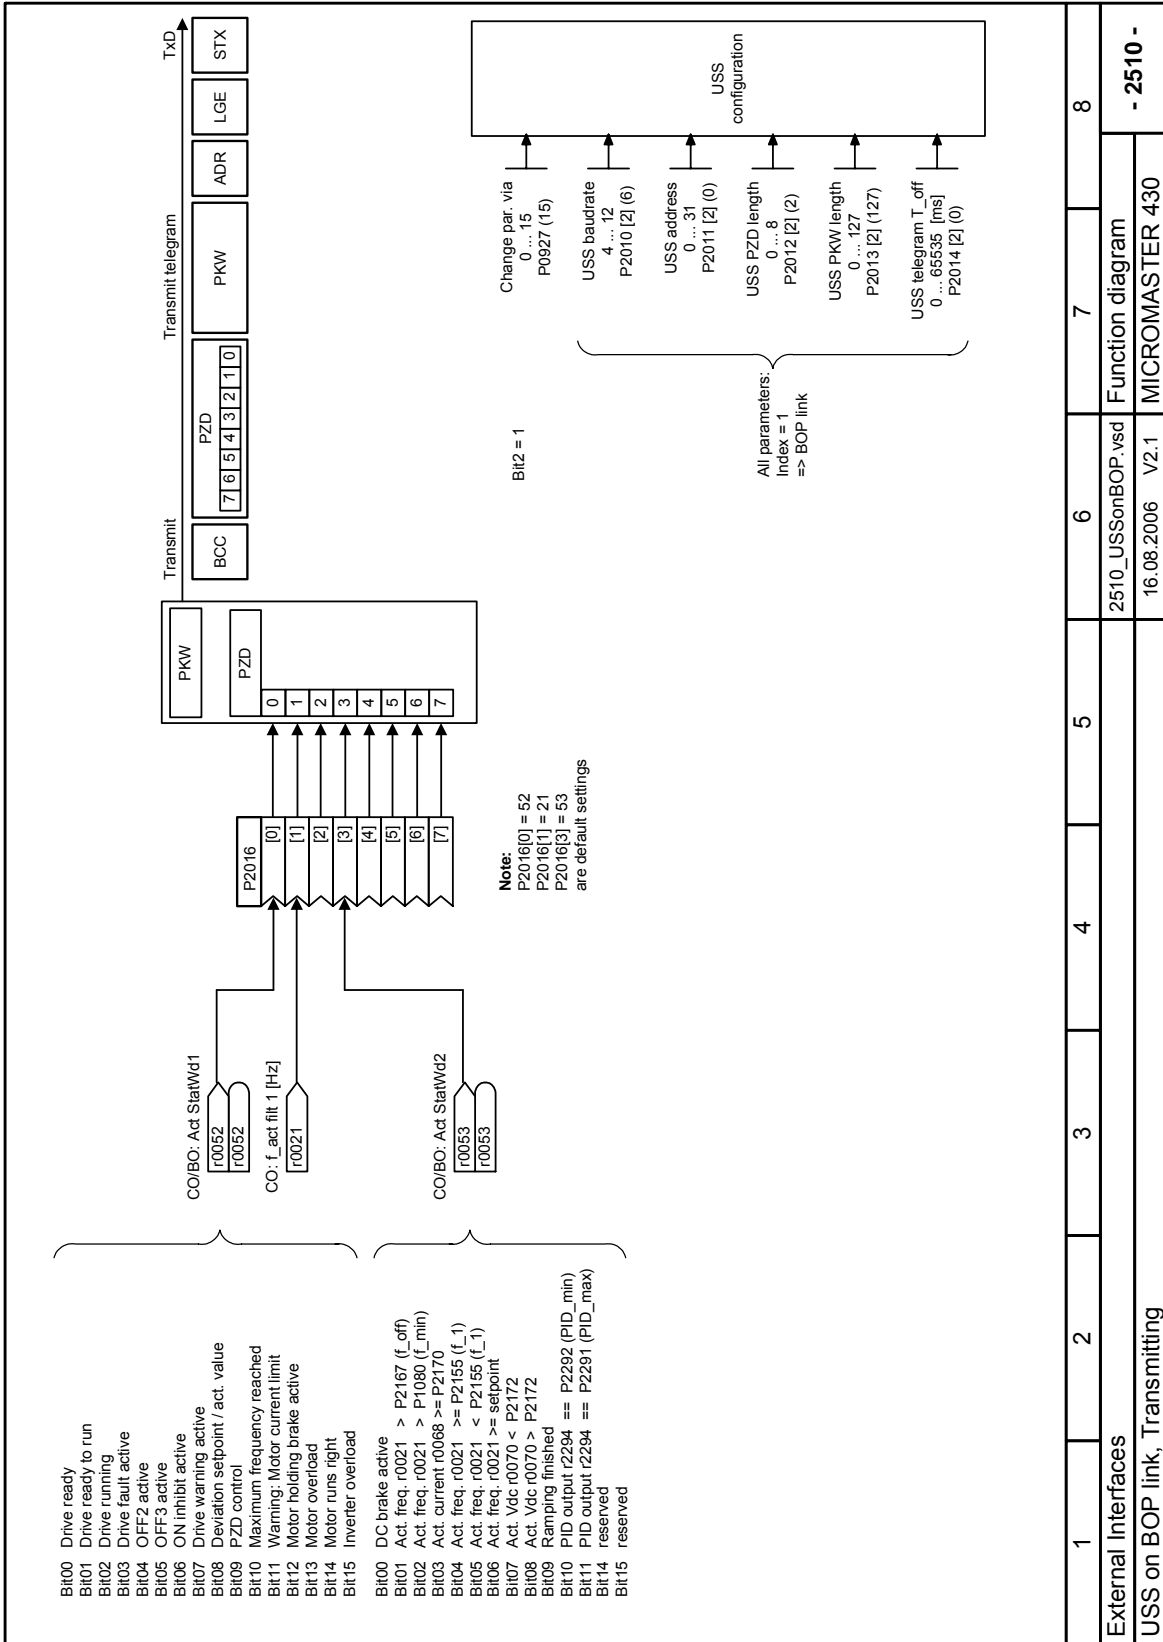 Bit00 Drive ready
Bit01 Drive ready to run
Bit02 Drive running
Bit03 Drive fault active
Bit04 OFF2 active
Bit05 OFF3 active
Bit06 ON inhibit active
Bit07 Drive warning active
Bit08 Deviation setpoint / act. value
Bit09 PZD control
Bit10 Maximum frequency reached
Bit11 Warning: Motor current limit
Bit12 Motor holding brake active
Bit13 Motor overload
Bit14 Motor runs right
Bit15 Inverter overload
Bit00 DC brake active
Bit01 Act. freq. r0021 > P2167 (f_off)
Bit02 Act. freq. r0021 > P1080 (f_min)
Bit03 Act. current r0068 >= P2170
Bit04 Act. freq. r0021 >= P2155 (f_1)
Bit05 Act. freq. r0021 < P2155 (f_1)
Bit06 Act. freq. r0021 >= setpoint
Bit07 Act. Vdc r0070 < P2172
Bit08 Act. Vdc r0070 > P2172
Bit09 Ramping finished
Bit10 PID output r2294 == P2292 (PID_min)
Bit11 PID output r2294 == P2291 (PID_max)
Bit14 reserved
Bit15 reserved
CO/BO: Act StatWd1
r0052
r0052
CO: f_act filt 1 [Hz]
r0021
CO/BO: Act StatWd2
r0053
r0053
P2016
[0]
[1]
[2]
[3]
[4]
[5]
[6]
[7]
Note:
P2016[0] = 52
P2016[1] = 21
P2016[3] = 53
are default settings
PKW
PZD
0
1
2
3
4
5
6
7
Transmit
Transmit telegram
TxD
BCC
PZD
7 6 5 4 3 2 1 0
PKW
ADR
LGE
STX
Bit2 = 1
Change par. via
0 ... 15
P0927 (15)
USS baudrate
4 ... 12
P2010 [2] (6)
USS address
0 ... 31
P2011 [2] (0)
USS PZD length
0 ... 8
P2012 [2] (2)
USS PKW length
0 ... 127
P2013 [2] (127)
USS telegram T_off
0 ... 65535 [ms]
P2014 [2] (0)
All parameters:
Index = 1
=> BOP link
USS
configuration
1 2 3 4 5 6 7 8
External Interfaces
2510_USSonBOP.vsd
Function diagram
- 2510 -
USS on BOP link, Transmitting
16.08.2006 V2.1
MICROMASTER 430